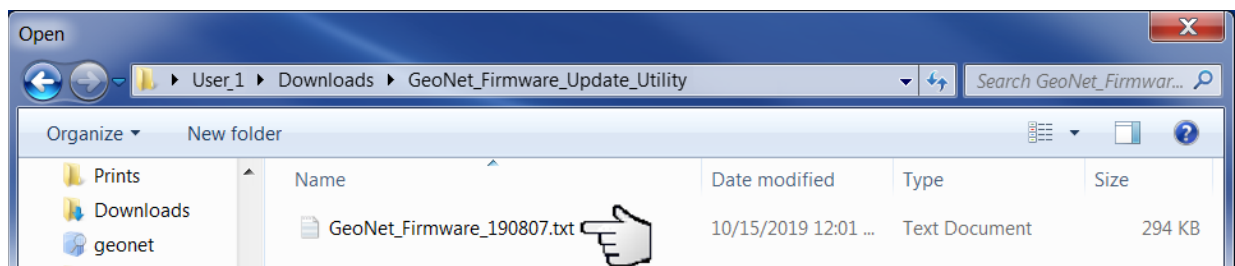 Open
User_1 Downloads GeoNet_Firmware_Update_Utility Search GeoNet_Firmwar...
Organize New folder
Prints Name Date modified Type Size
Downloads
GeoNet_Firmware_190807.txt 10/15/2019 12:01 ... Text Document 294 KB
geonet